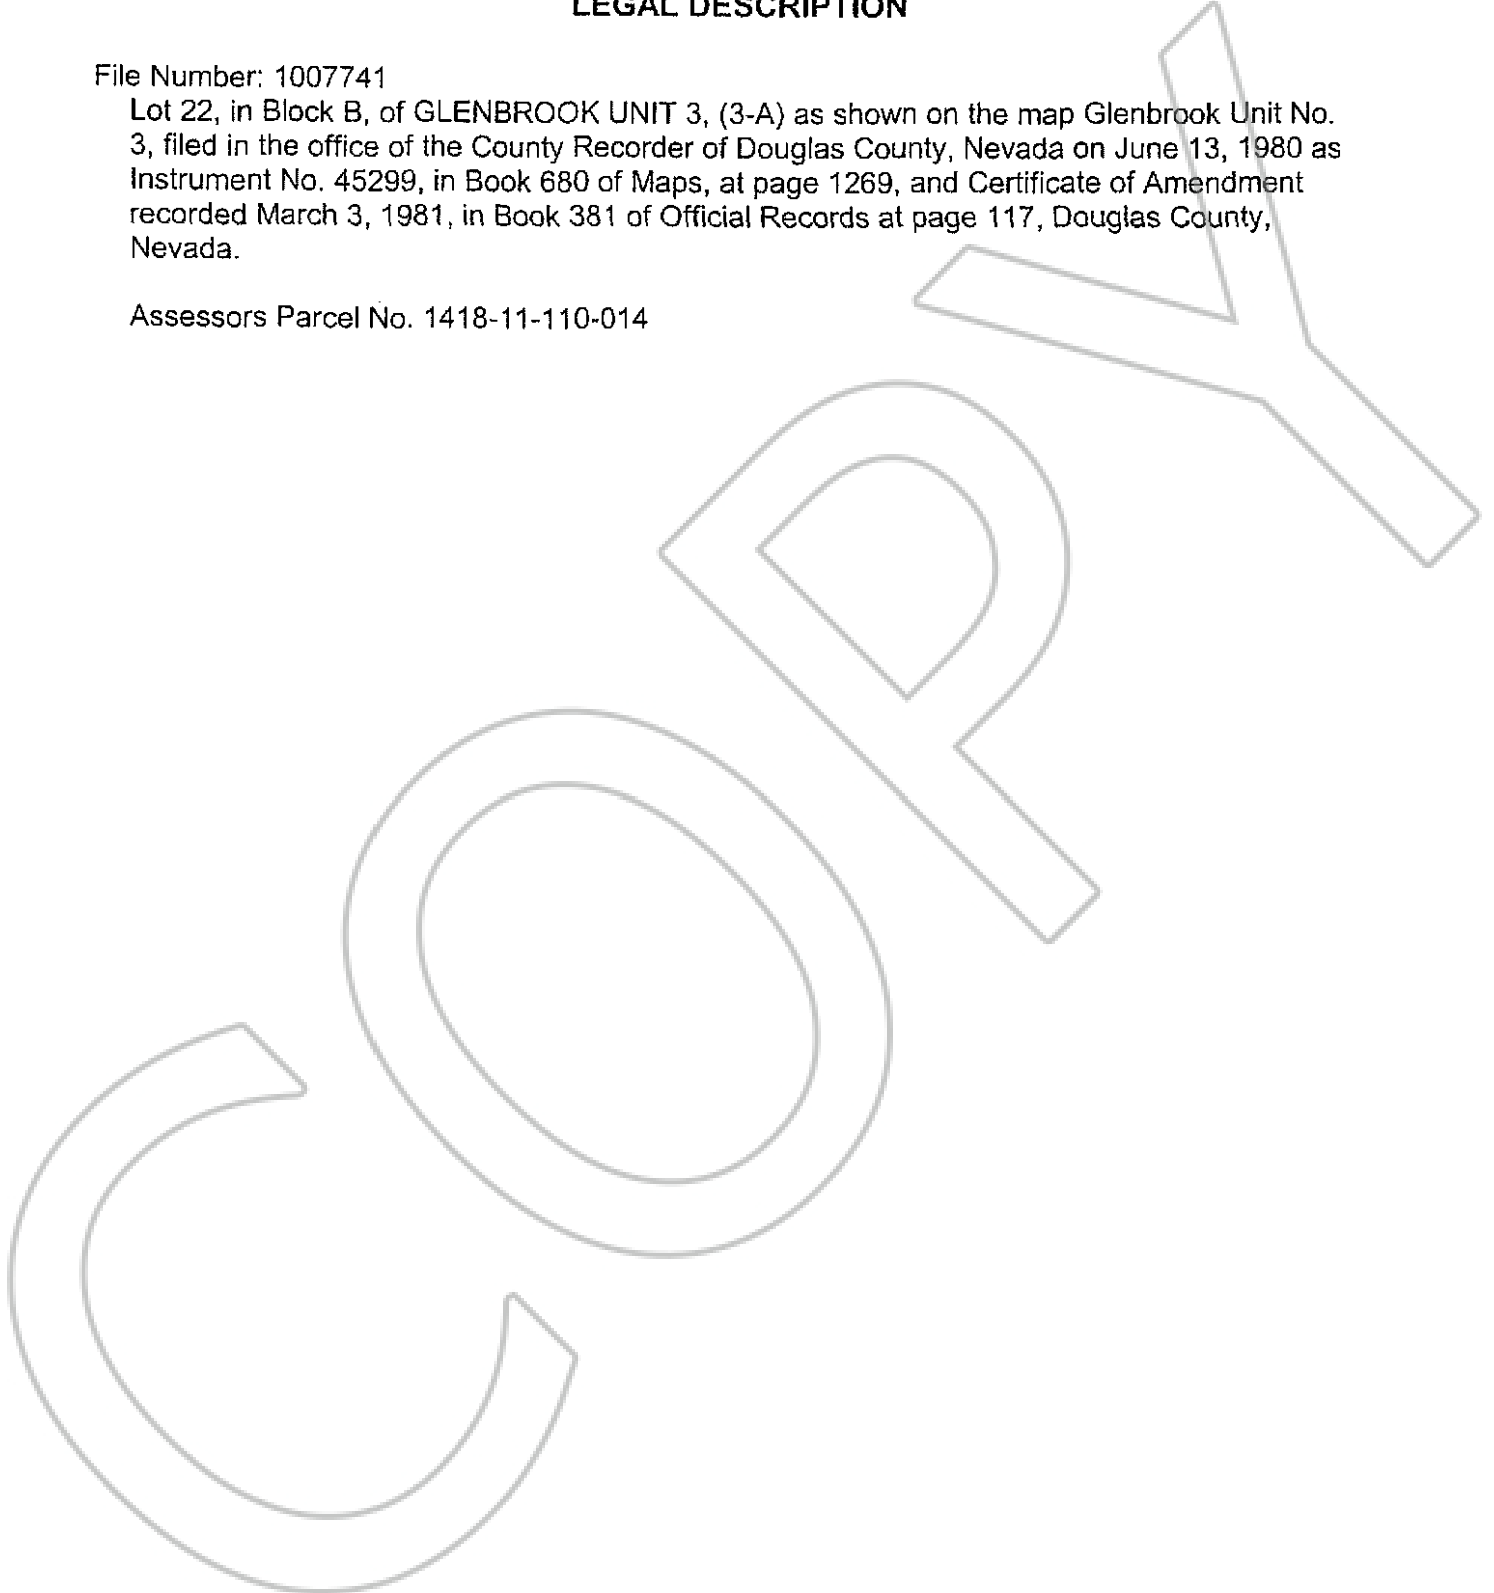 LEGAL DESCRIPTION
File Number: 1007741
Lot 22, in Block B, of GLENBROOK UNIT 3, (3-A) as shown on the map Glenbrook Unit No.
3, filed in the office of the County Recorder of Douglas County, Nevada on June 13, 1980 as
Instrument No. 45299, in Book 680 of Maps, at page 1269, and Certificate of Amendment
recorded March 3, 1981, in Book 381 of Official Records at page 117, Douglas County,
Nevada.
Assessors Parcel No. 1418-11-110-014
COPY